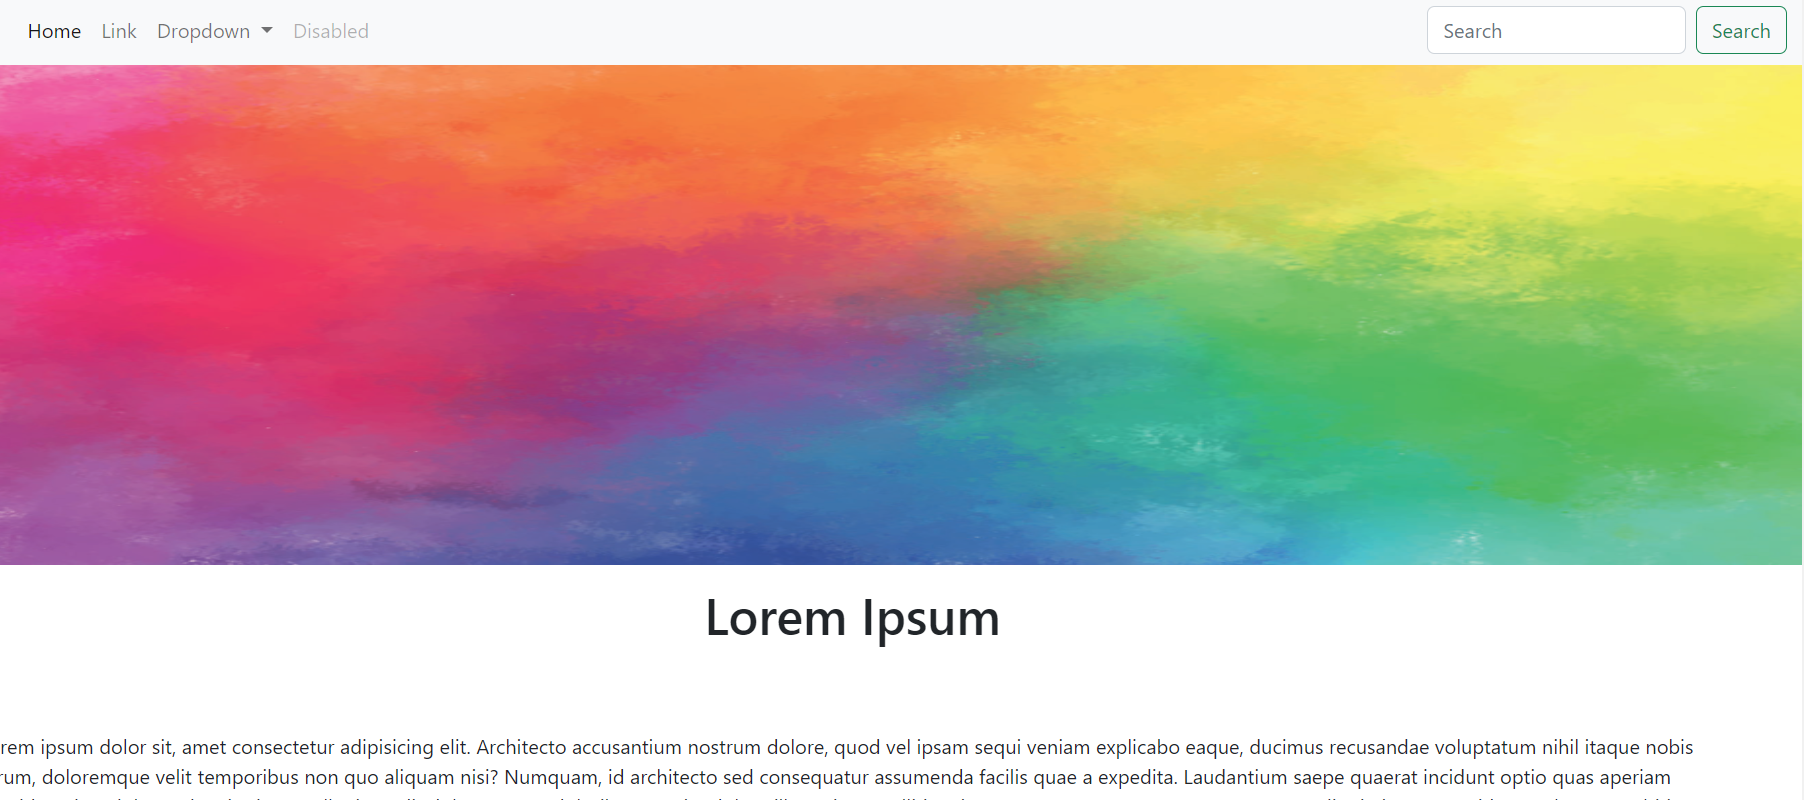 Home Link Dropdown Disabled Search Search
Lorem Ipsum
rem ipsum dolor sit, amet consectetur adipisicing elit. Architecto accusantium nostrum dolore, quod vel ipsam sequi veniam explicabo eaque, ducimus recusandae voluptatum nihil itaque nobis
rum, doloremque velit temporibus non quo aliquam nisi? Numquam, id architecto sed consequatur assumenda facilis quae a expedita. Laudantium saepe quaerat incidunt optio quas aperiam